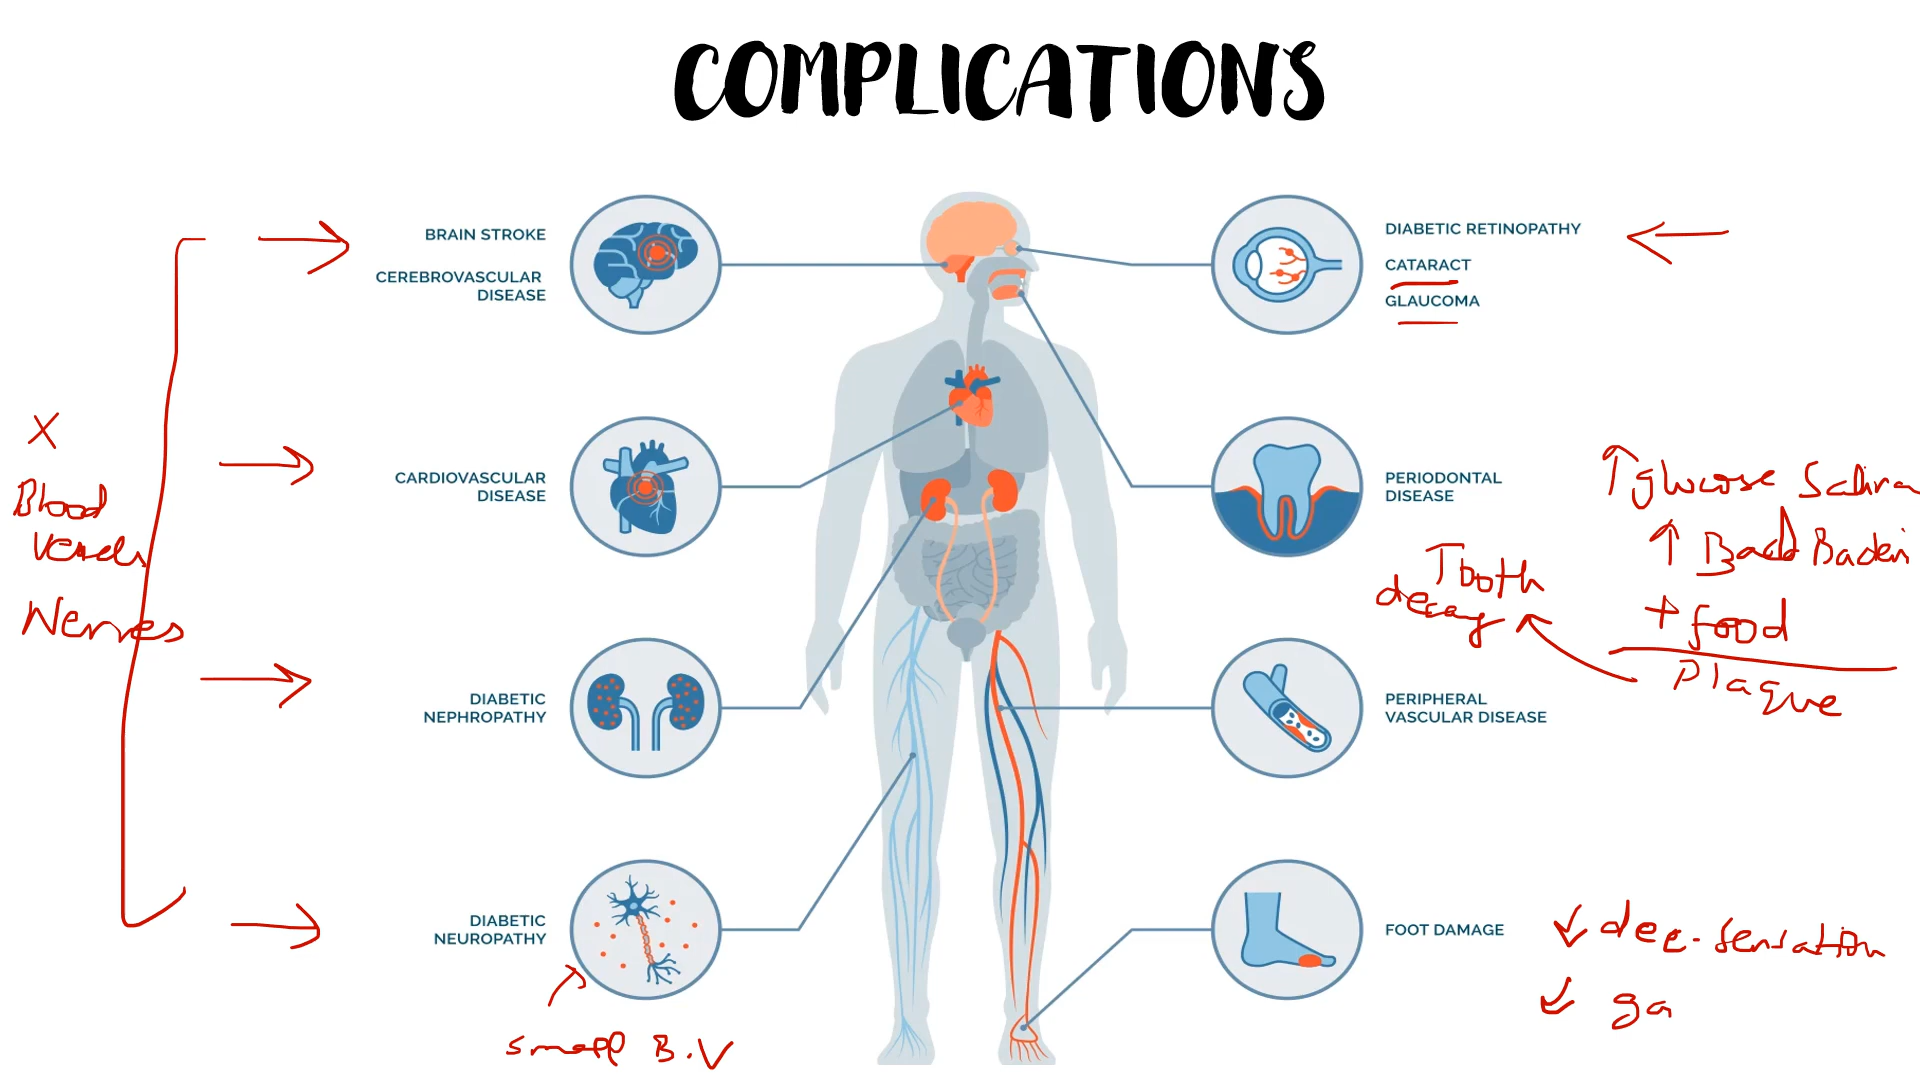 COMPLICATIONS
BRAIN STROKE
CEREBROVASCULAR
DISEASE
CARDIOVASCULAR
DISEASE
DIABETIC
NEPHROPATHY
DIABETIC
NEUROPATHY
DIABETIC RETINOPATHY
CATARACT
GLAUCOMA
PERIODONTAL
DISEASE
PERIPHERAL
VASCULAR DISEASE
FOOT DAMAGE
X
Blood
Vessels
Nerves
small B.V
↑ glucose Saliva
↑ Bad
+ food
Plaque
Tooth
decay
↓ dec. sensation
↓ ga